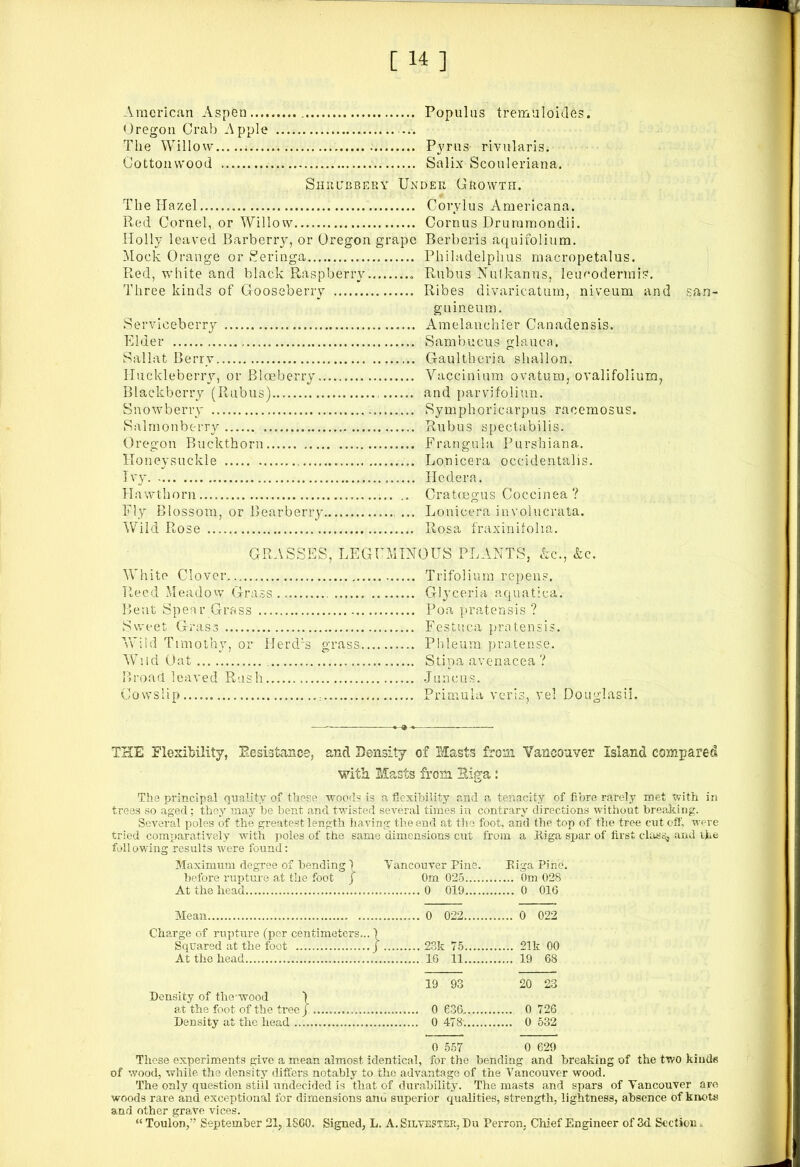 [ 14 ]
American Aspen .......... Populus tremuloides.
Oregon Crab Apple ..........
The Willow .......... Pyrus rivularis.
Cottonwood .......... Salix Scouleriana.
SHRUBBERY UNDER GROWTH.
The Hazel .......... Corylus Americana.
Red Cornel, or Willow .......... Cornus Drummondii.
Holly leaved Barberry, or Oregon grape Berberis aquifolium.
Mock Orange or Seringa .......... Philadelphus macropetalus.
Red, white and black Raspberry .......... Rubus Nutkanus, leucodermis.
Three kinds of Gooseberry .......... Ribes divaricatum, niveum and san-
guineum.
Serviceberry .......... Amelanchier Canadensis.
Elder .......... Sambucus glauca.
Sallat Berry .......... Gaultheria shallon.
Huckleberry, or Blœberry .......... Vaccinium ovatum, ovalifolium,
Blackberry (Rubus) .......... and parvifoliun.
Snowberry .......... Symphoricarpus racemosus.
Salmonberry .......... Rubus spectabilis.
Oregon Buckthorn .......... Frangula Purshiana.
Honeysuckle .......... Lonicera occidentalis.
Ivy. .......... Hedera.
Hawthorn .......... Cratœgus Coccinea ?
Fly Blossom, or Bearberry .......... Lonicera involucrata.
Wild Rose .......... Rosa fraxinifolia.
GRASSES, LEGUMINOUS PLANTS, &c., &c.
White Clover .......... Trifolium repens.
Reed Meadow Grass .......... Glyceria aquatica.
Bent Spear Grass .......... Poa pratensis ?
Sweet Grass .......... Festuca pratensis.
Wild Timothy, or Herd's grass .......... Phleum pratense.
Wild Oat .......... Stipa avenacea ?
Broad leaved Rush .......... Juncus.
Cowslip .......... Primula veris, vel Douglasii.
THE Flexibility, Resistance, and Density of Masts from Vancouver Island compared
with Masts from Riga:
The principal quality of these woods is a flexibility and a tenacity of fibre rarely met with in
trees so aged; they may be bent and twisted several times in contrary directions without breaking.
Several poles of the greatest length having the end at the foot, and the top of the tree cut off, were
tried comparatively with poles of the same dimensions cut from a Riga spar of first class, and the
following results were found:
Maximum degree of bending } Vancouver Pine. Riga Pine.
before rupture at the foot } 0m 025 .......... 0m 028
At the head .......... 0 019 .......... 0 016
Mean .......... 0 022 .......... 0 022
Charge of rupture (per centimeters... }
Squared at the foot .......... } .......... 23k 75 .......... 21k 00
At the head .......... 16 11 .......... 19 68
19 93 20 23
Density of the wood }
at the foot of the tree } .......... 0 636 .......... 0 726
Density at the head .......... 0 478 .......... 0 532
0 557 0 629
These experiments give a mean almost identical, for the bending and breaking of the two kinds
of wood, while the density differs notably to the advantage of the Vancouver wood.
The only question still undecided is that of durability. The masts and spars of Vancouver are
woods rare and exceptional for dimensions and superior qualities, strength, lightness, absence of knots
and other grave vices.
“Toulon,” September 21, 1860. Signed, L. A. SILVESTER, Du Perron, Chief Engineer of 3d Section.